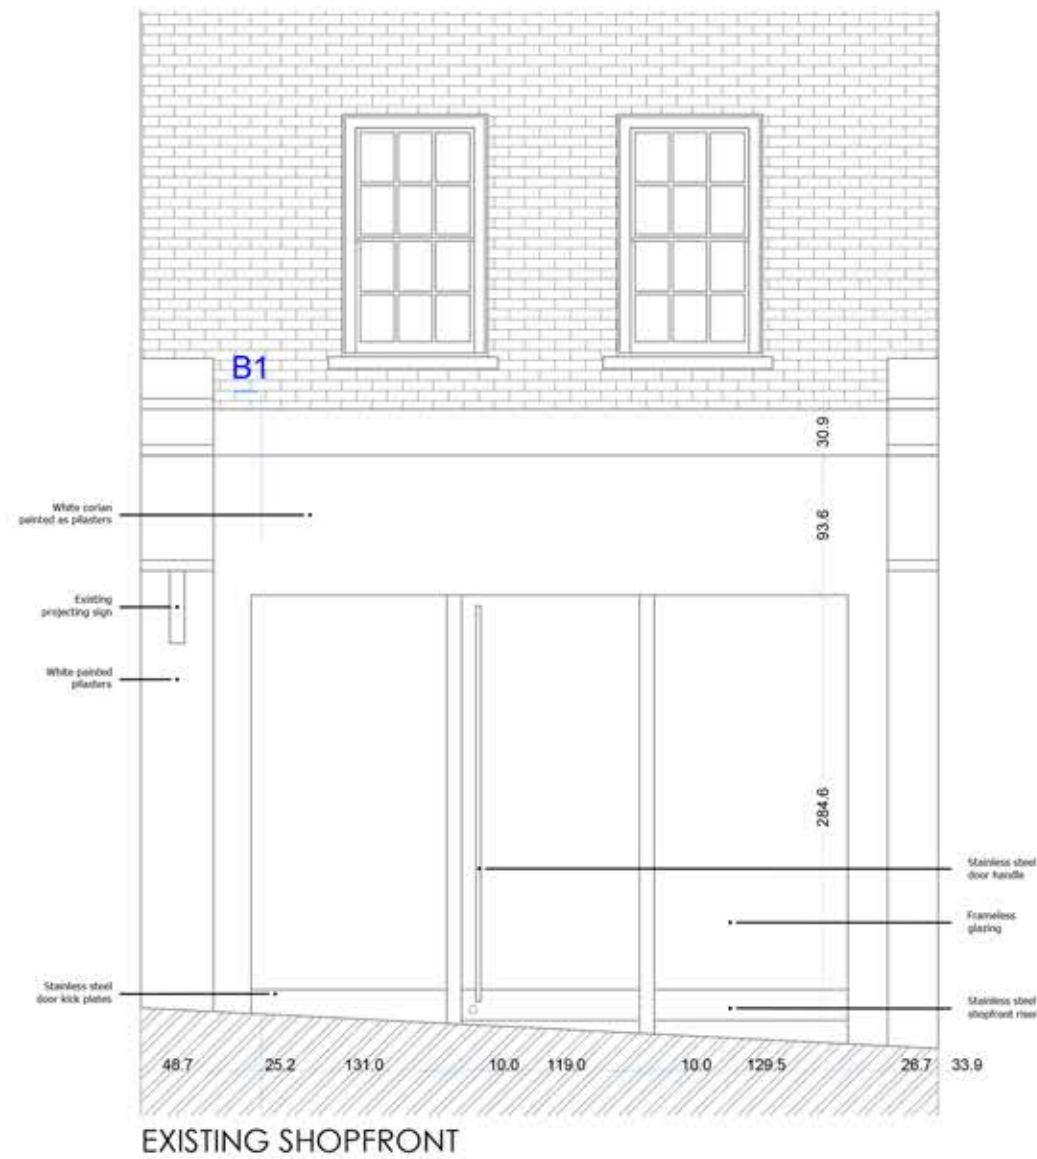 B1
30.9
White corian
painted as pilasters
93.6
Existing
projecting sign
White painted
pilasters
284.6
Stainless steel
door handle
Frameless
glazing
Stainless steel
door kick plates
Stainless steel
shopfront riser
48.7 25.2 131.0 10.0 119.0 10.0 129.5 26.7 33.9
EXISTING SHOPFRONT